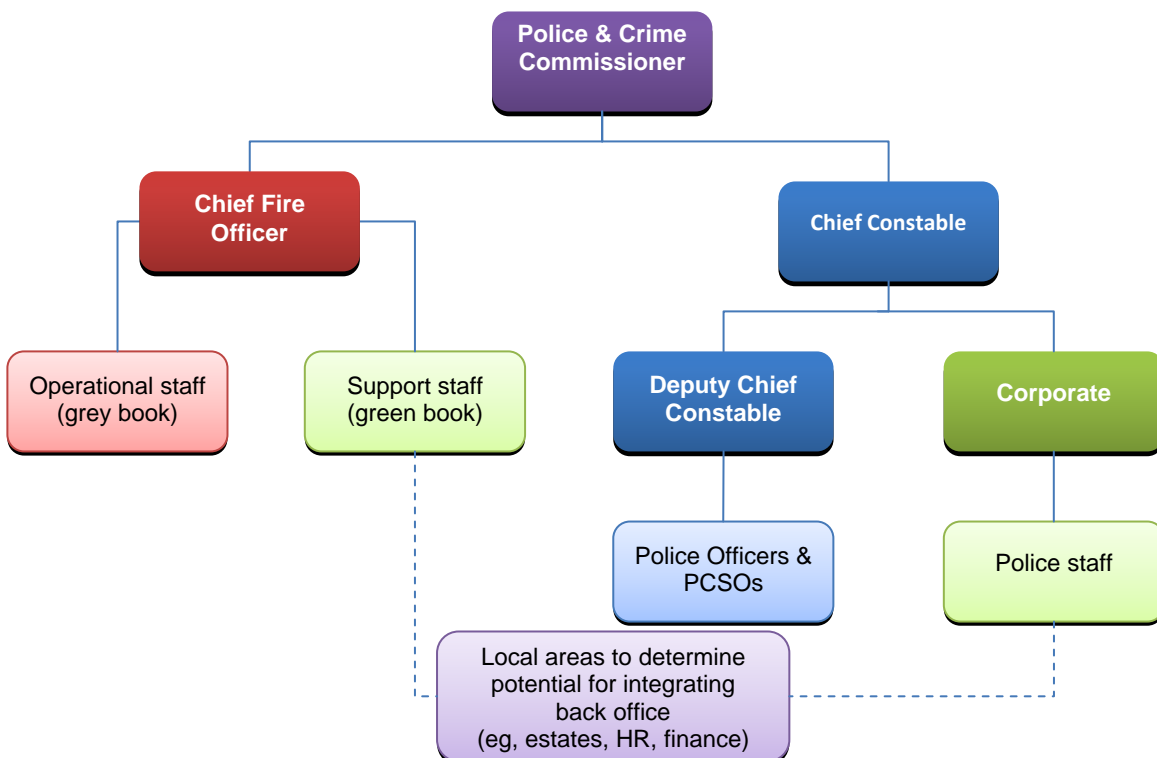 Police & Crime
Commissioner
Chief Fire
Officer
Chief Constable
Operational staff
(grey book)
Support staff
(green book)
Deputy Chief
Constable
Corporate
Police Officers &
PCSOs
Police staff
Local areas to determine
potential for integrating
back office
(eg, estates, HR, finance)